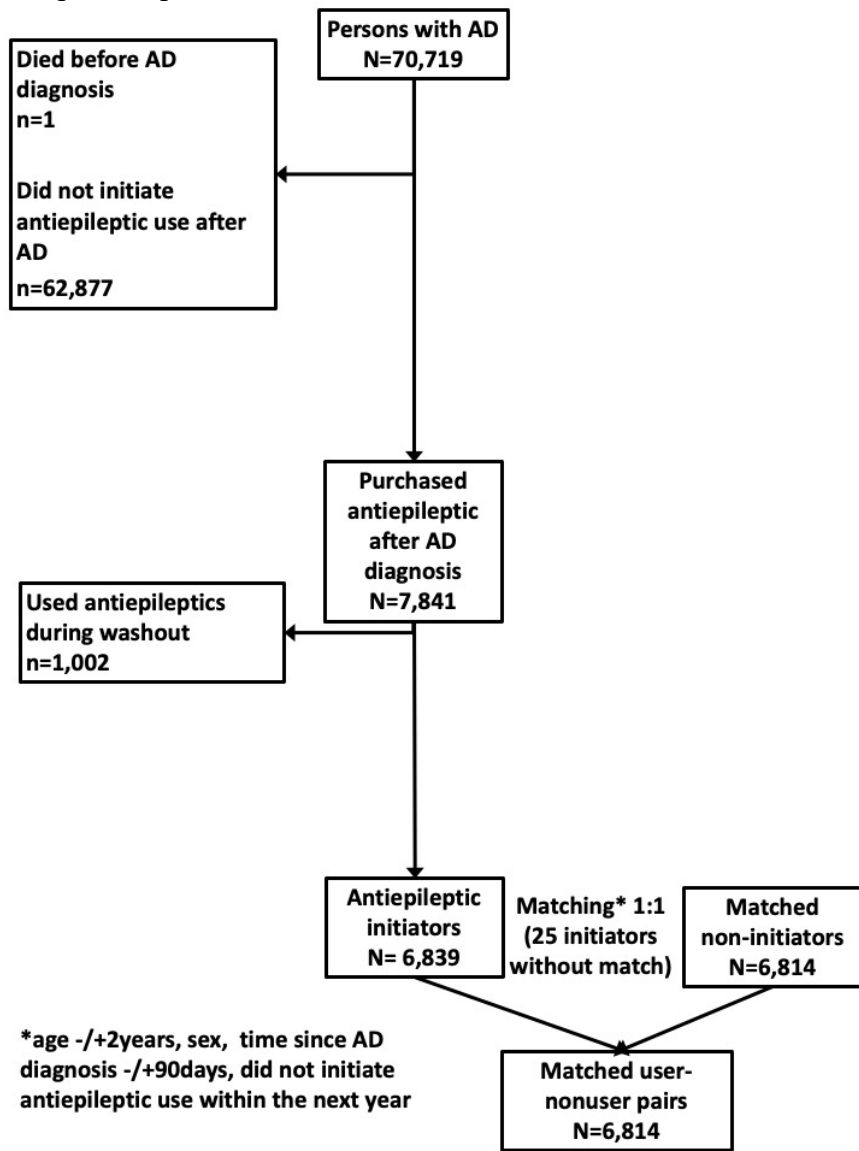 Persons with AD
N=70,719
Died before AD
diagnosis
n=1
Did not initiate
antiepileptic use after
AD
n=62,877
Purchased
antiepileptic
after AD
diagnosis
N=7,841
Used antiepileptics
during washout
n=1,002
Antiepileptic
initiators
N= 6,839
Matching* 1:1
(25 initiators
without match)
Matched
non-initiators
N=6,814
*age -/+2years, sex, time since AD
diagnosis -/+90days, did not initiate
antiepileptic use within the next year
Matched user-
nonuser pairs
N=6,814